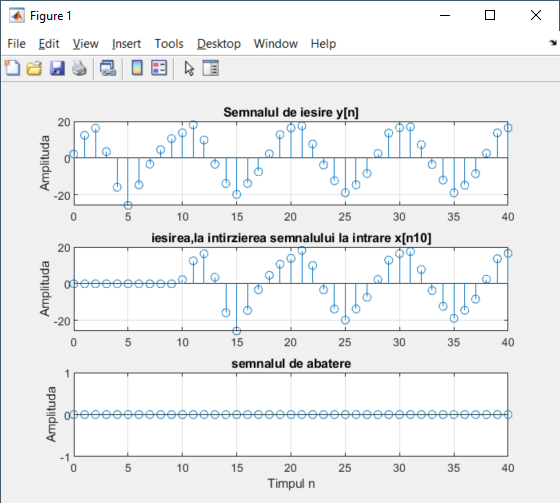 Figure 1
File Edit View Insert Tools Desktop Window Help
Semnalul de iesire y[n]
20
0
-20
Amplituda
0 5 10 15 20 25 30 35 40
iesirea,la intirzierea semnalului la intrare x[n10]
20
0
-20
Amplituda
0 5 10 15 20 25 30 35 40
semnalul de abatere
1
0
-1
Amplituda
0 5 10 15 20 25 30 35 40
Timpul n